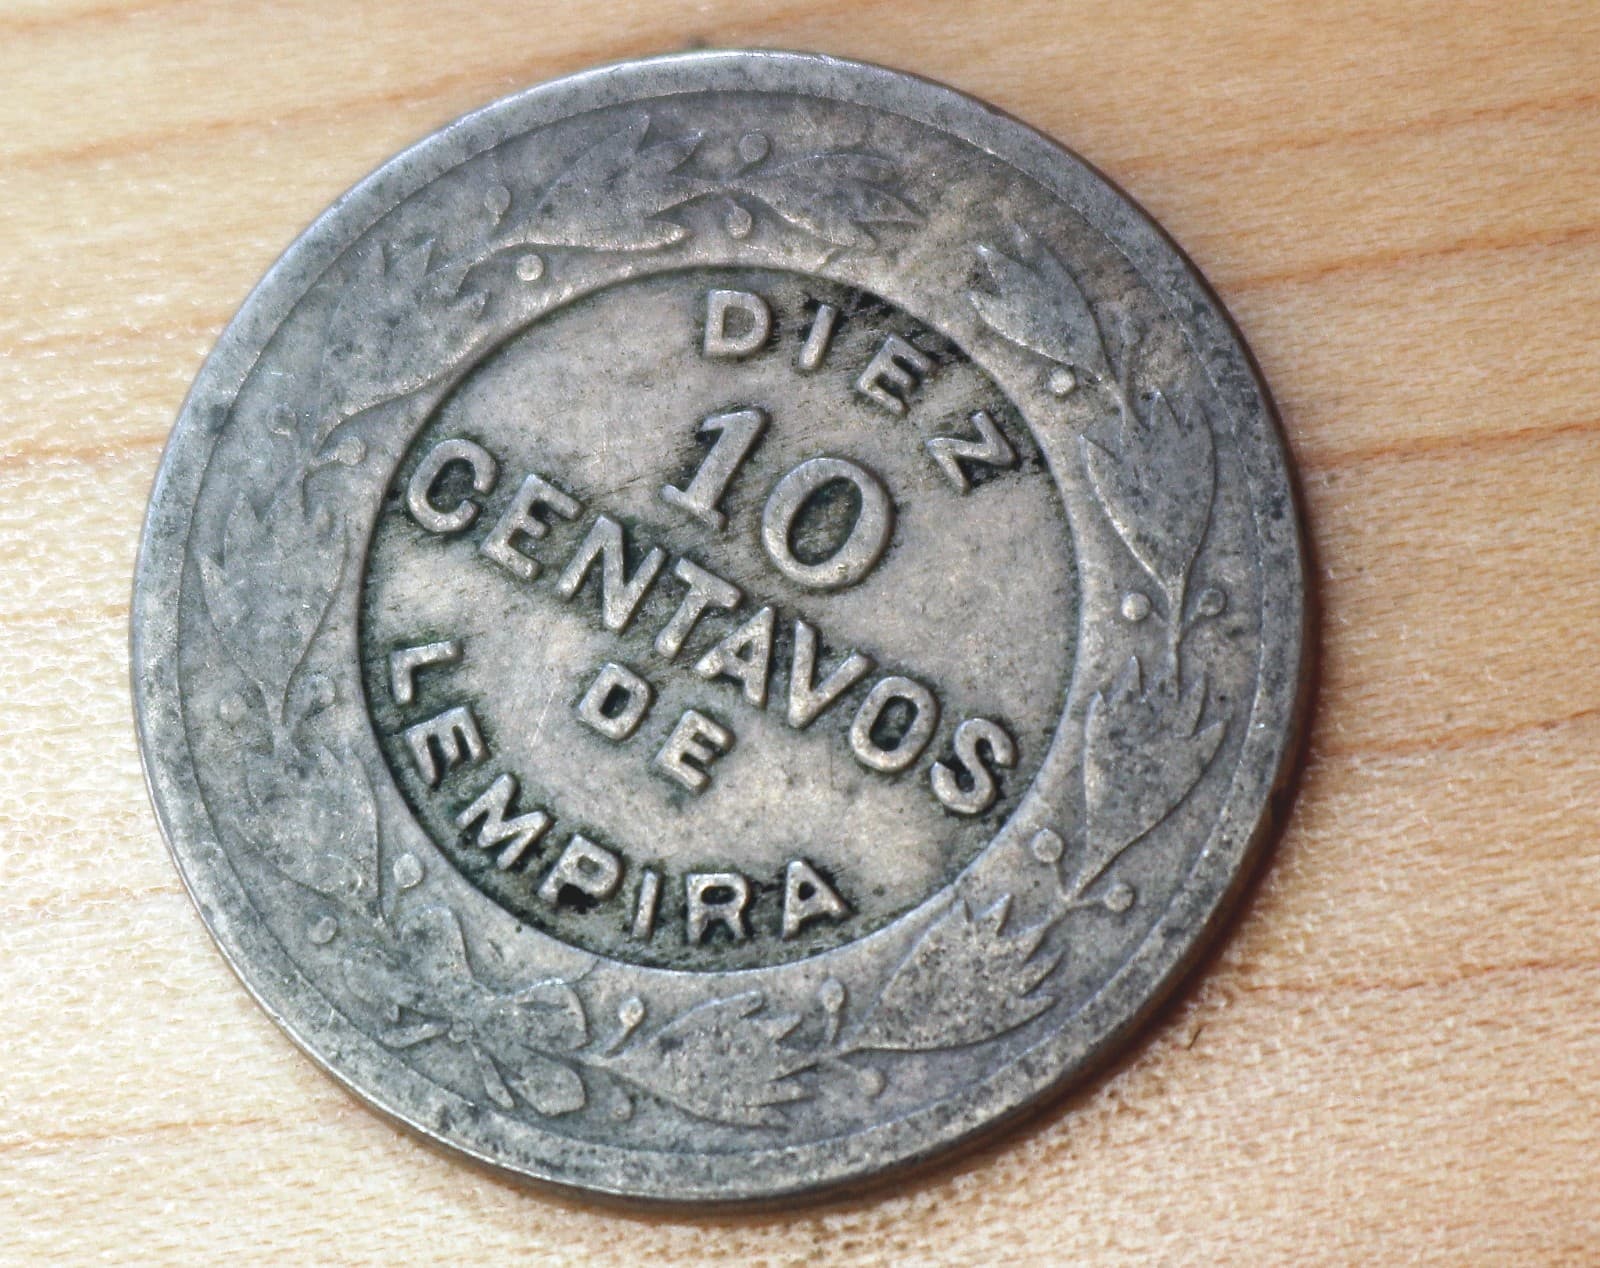 DIEZ
10
CENTAVOS
DE
LEMPIRA